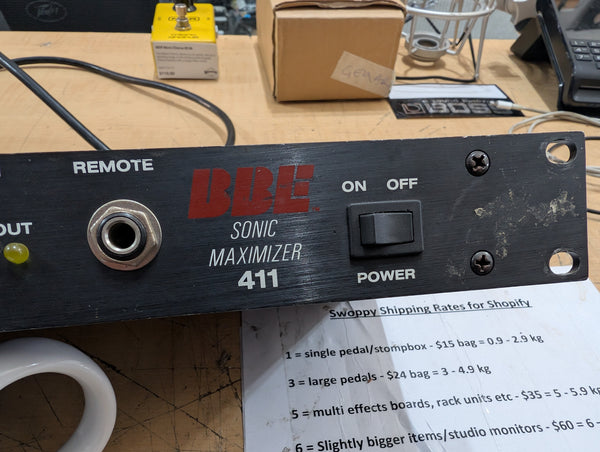 PEAVEY
REMOTE
BBE
SONIC
MAXIMIZER
411
ON OFF
POWER
OUT
Swoppy Shipping Rates for Shopify
1 = single pedal/stompbox - $15 bag = 0.9 - 2.9 kg
3 = large pedals - $24 bag = 3 - 4.9 kg
5 = multi effects boards, rack units etc - $35 = 5 - 5.9 kg
6 = Slightly bigger items/studio monitors - $60 = 6 -